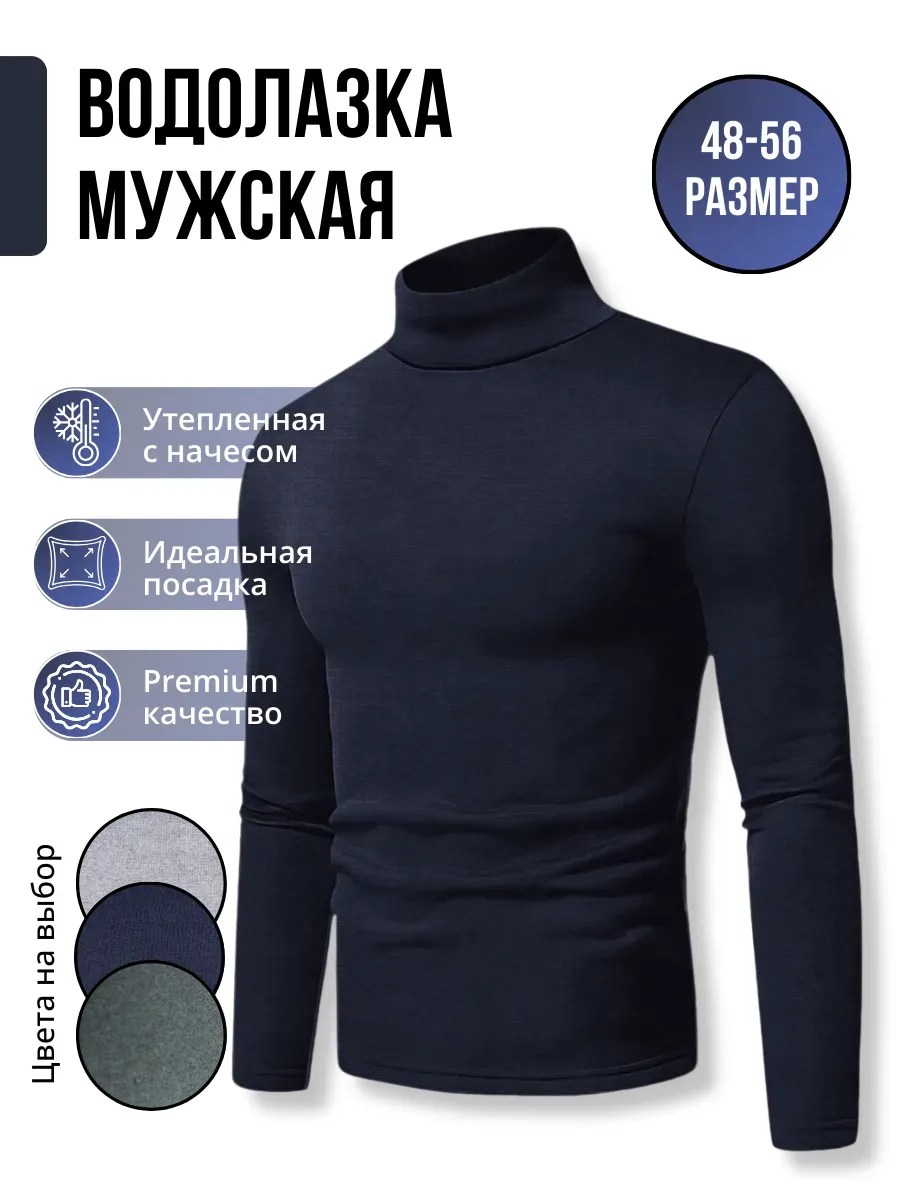 ВОДОЛАЗКА
МУЖСКАЯ
48-56
РАЗМЕР
Утепленная
с начесом
Идеальная
посадка
Premium
качество
Цвета на выбор